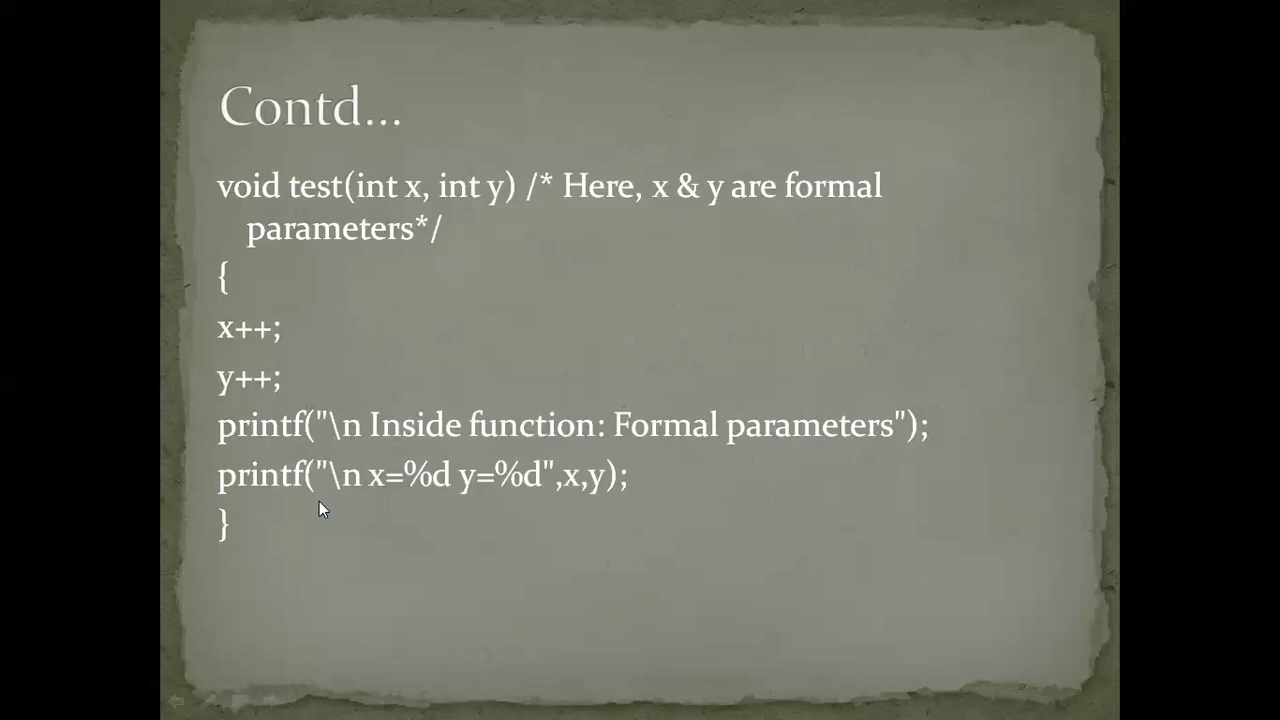 Contd...
void test(int x, int y) /* Here, x & y are formal
parameters*/
{
x++;
y++;
printf("\n Inside function: Formal parameters");
printf("\n x=%d y=%d",x,y);
}